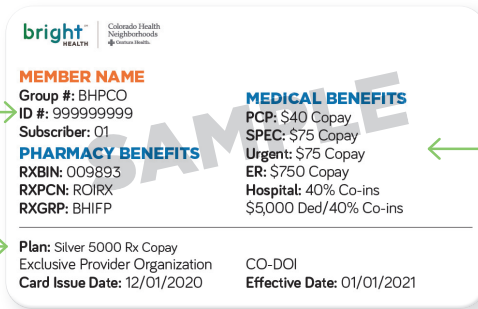 bright
HEALTH
Colorado Health
Neighborhoods
Centura Health.
MEMBER NAME
Group #: BHPCO
ID #: 999999999
Subscriber: 01
PHARMACY BENEFITS
RXBIN: 009893
RXPCN: ROIRX
RXGRP: BHIFP
MEDICAL BENEFITS
PCP: $40 Copay
SPEC: $75 Copay
Urgent: $75 Copay
ER: $750 Copay
Hospital: 40% Co-ins
$5,000 Ded/40% Co-ins
SAMPLE
Plan: Silver 5000 Rx Copay
Exclusive Provider Organization
CO-DOI
Card Issue Date: 12/01/2020
Effective Date: 01/01/2021